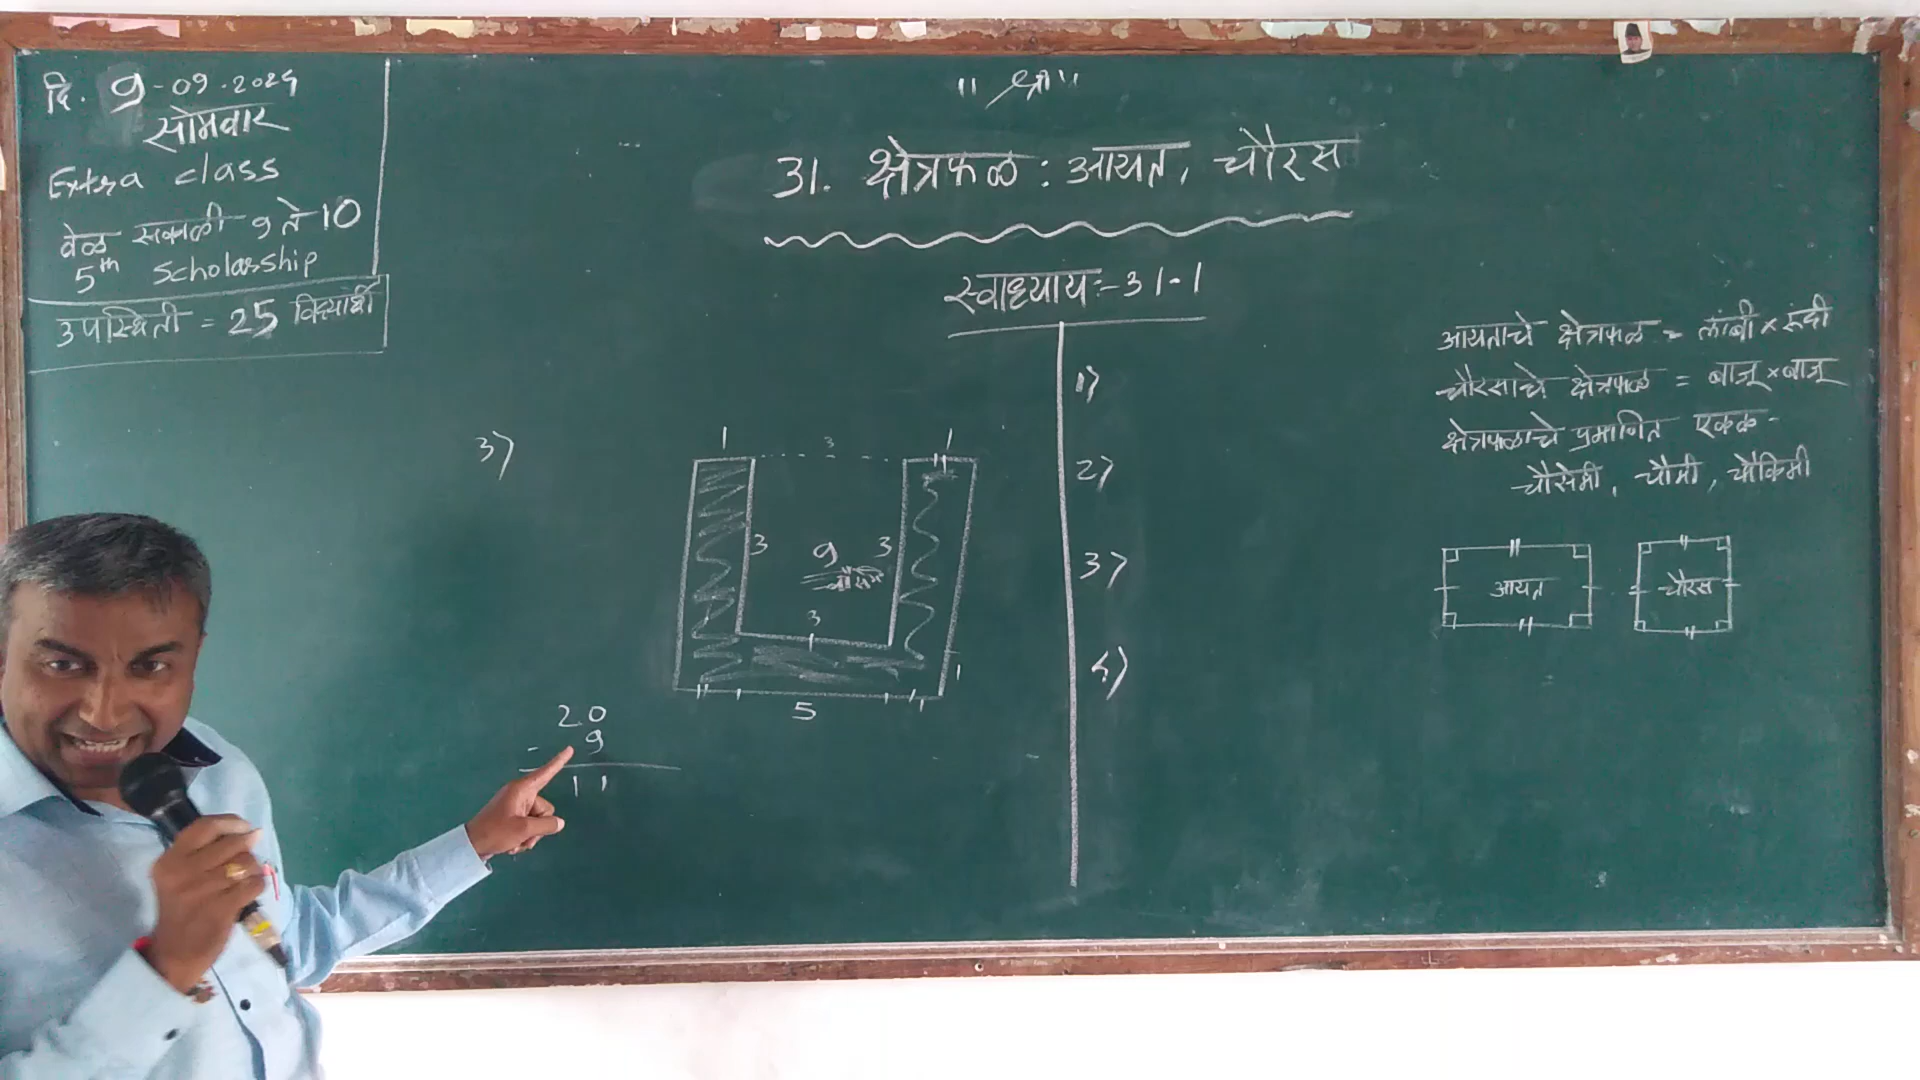 दि. 9-09-2024
सोमवार
Extra class
वेळ सकाळी 9 ते 10
5th Scholarship
उपस्थिती = 25 विद्यार्थी
" श्री "
31. क्षेत्रफळ : आयत, चौरस
स्वाध्याय :- 31.1
3)
1 3 1
3 9 3
चौसेमी
3
1
5 1
20
- 9
11
1)
2)
3)
4)
आयताचे क्षेत्रफळ = लांबी × रुंदी
चौरसाचे क्षेत्रफळ = बाजू × बाजू
क्षेत्रफळाचे प्रमाणित एकक -
चौसेमी, चौमी, चौकिमी
आयत चौरस